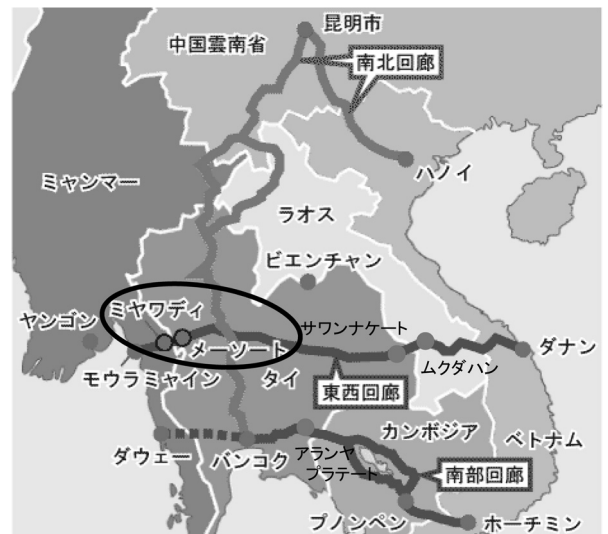 昆明市
中国雲南省
南北回廊
ハノイ
ミャンマー
ラオス
ビエンチャン
ミヤワディ
ヤンゴン
サワンナケート
メーソート
ダナン
ムクダハン
モウラミャイン
タイ
東西回廊
カンボジア
ベトナム
アランヤ
プラテート
ダウェー
バンコク
南部回廊
プノンペン
ホーチミン